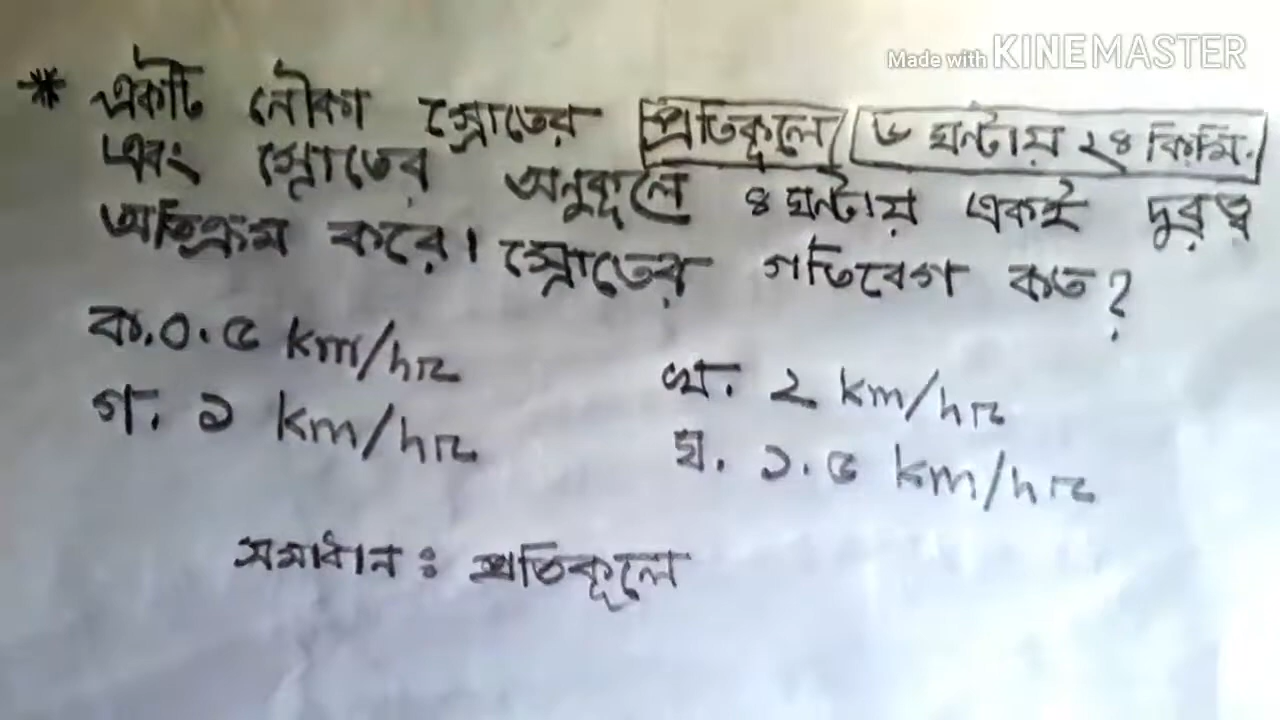 Made with KINEMASTER
* একটি নৌকা স্রোতের প্রতিকূলে ৬ ঘন্টায় ২৪ কিমি.
এবং স্রোতের অনুকূলে ৪ ঘন্টায় একই দুরত্ব
অতিক্রম করে। স্রোতের গতিবেগ কত?
ক. ০.৫ km/hr
খ. ২ km/hr
গ. ১ km/hr
ঘ. ১.৫ km/hr
সমাধান ঃ প্রতিকূলে